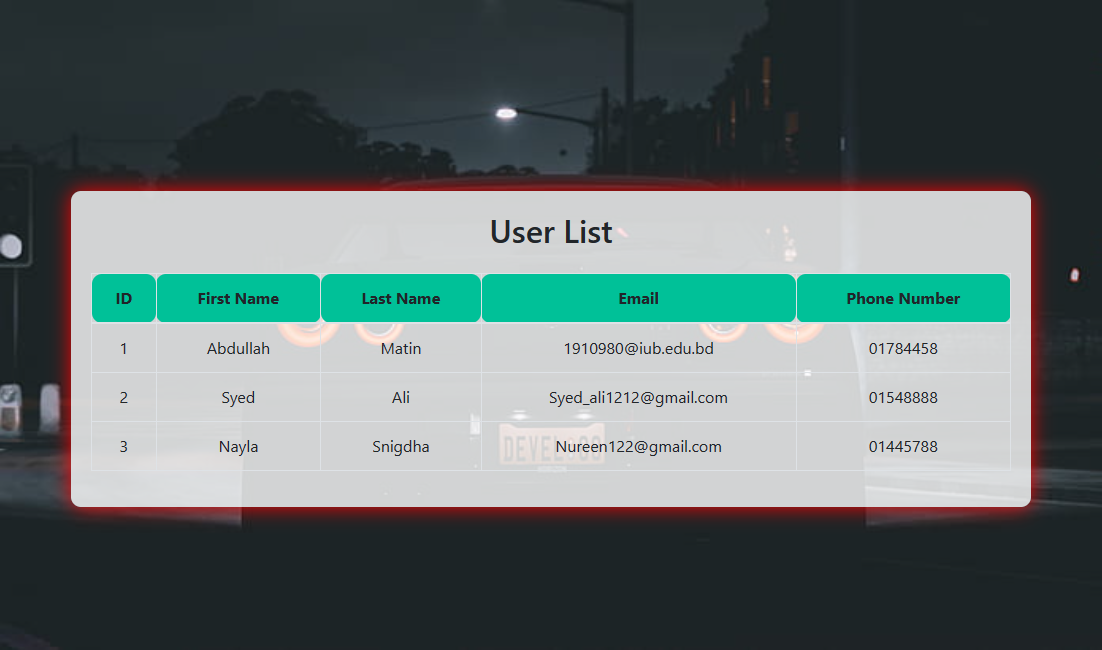 User List
ID First Name Last Name Email Phone Number
1 Abdullah Matin 1910980@iub.edu.bd 01784458
2 Syed Ali Syed_ali1212@gmail.com 01548888
3 Nayla Snigdha Nureen122@gmail.com 01445788